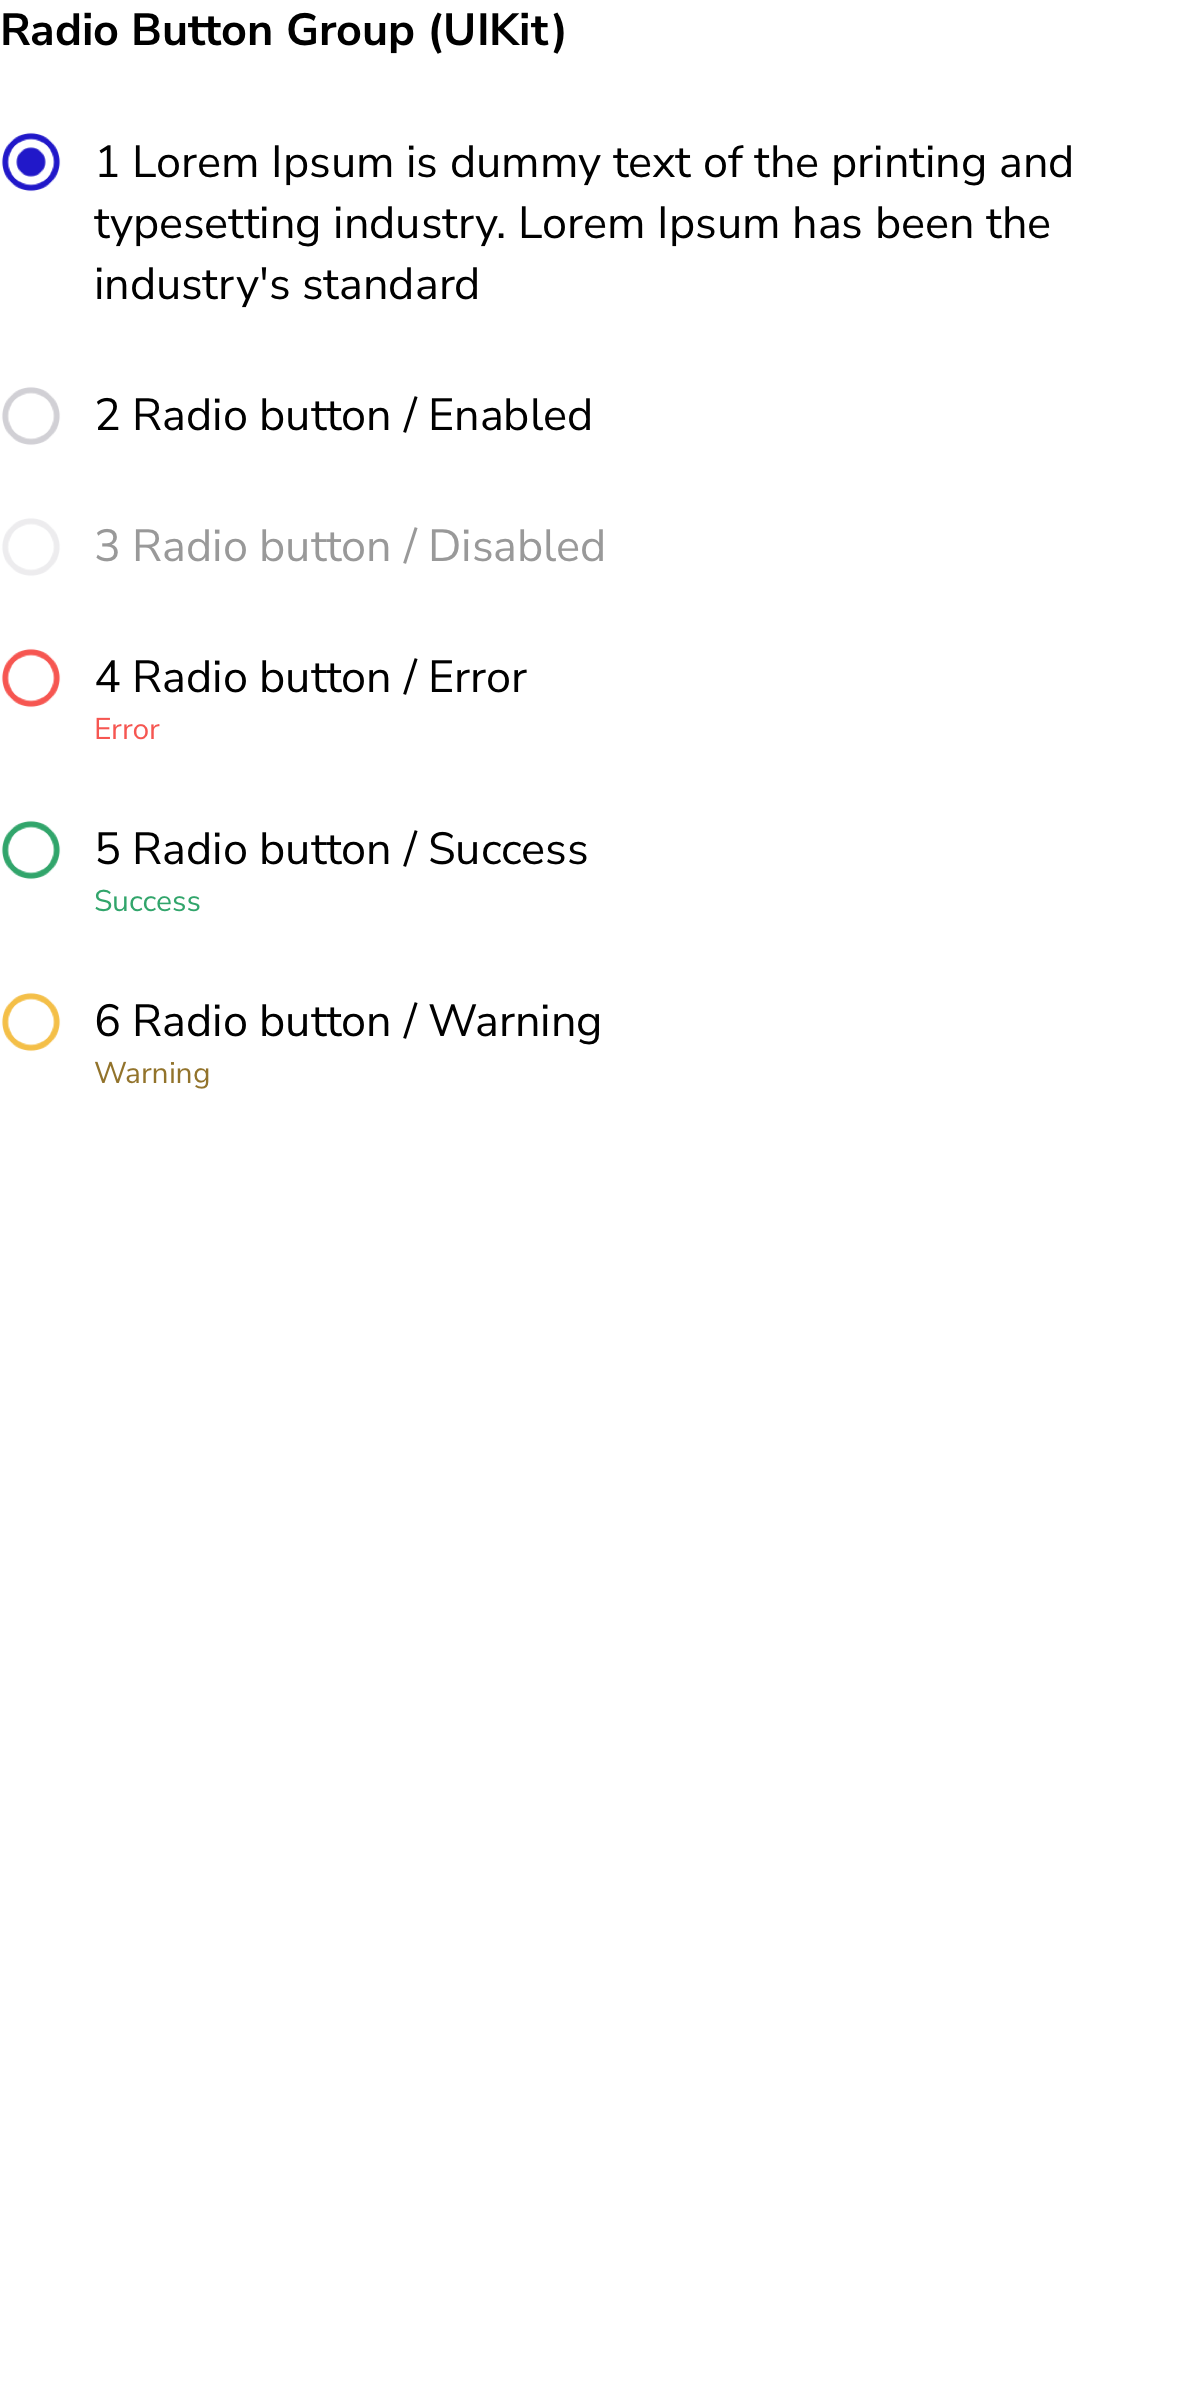 Radio Button Group (UIKit)
1 Lorem Ipsum is dummy text of the printing and
typesetting industry. Lorem Ipsum has been the
industry's standard
2 Radio button / Enabled
3 Radio button / Disabled
4 Radio button / Error
Error
5 Radio button / Success
Success
6 Radio button / Warning
Warning